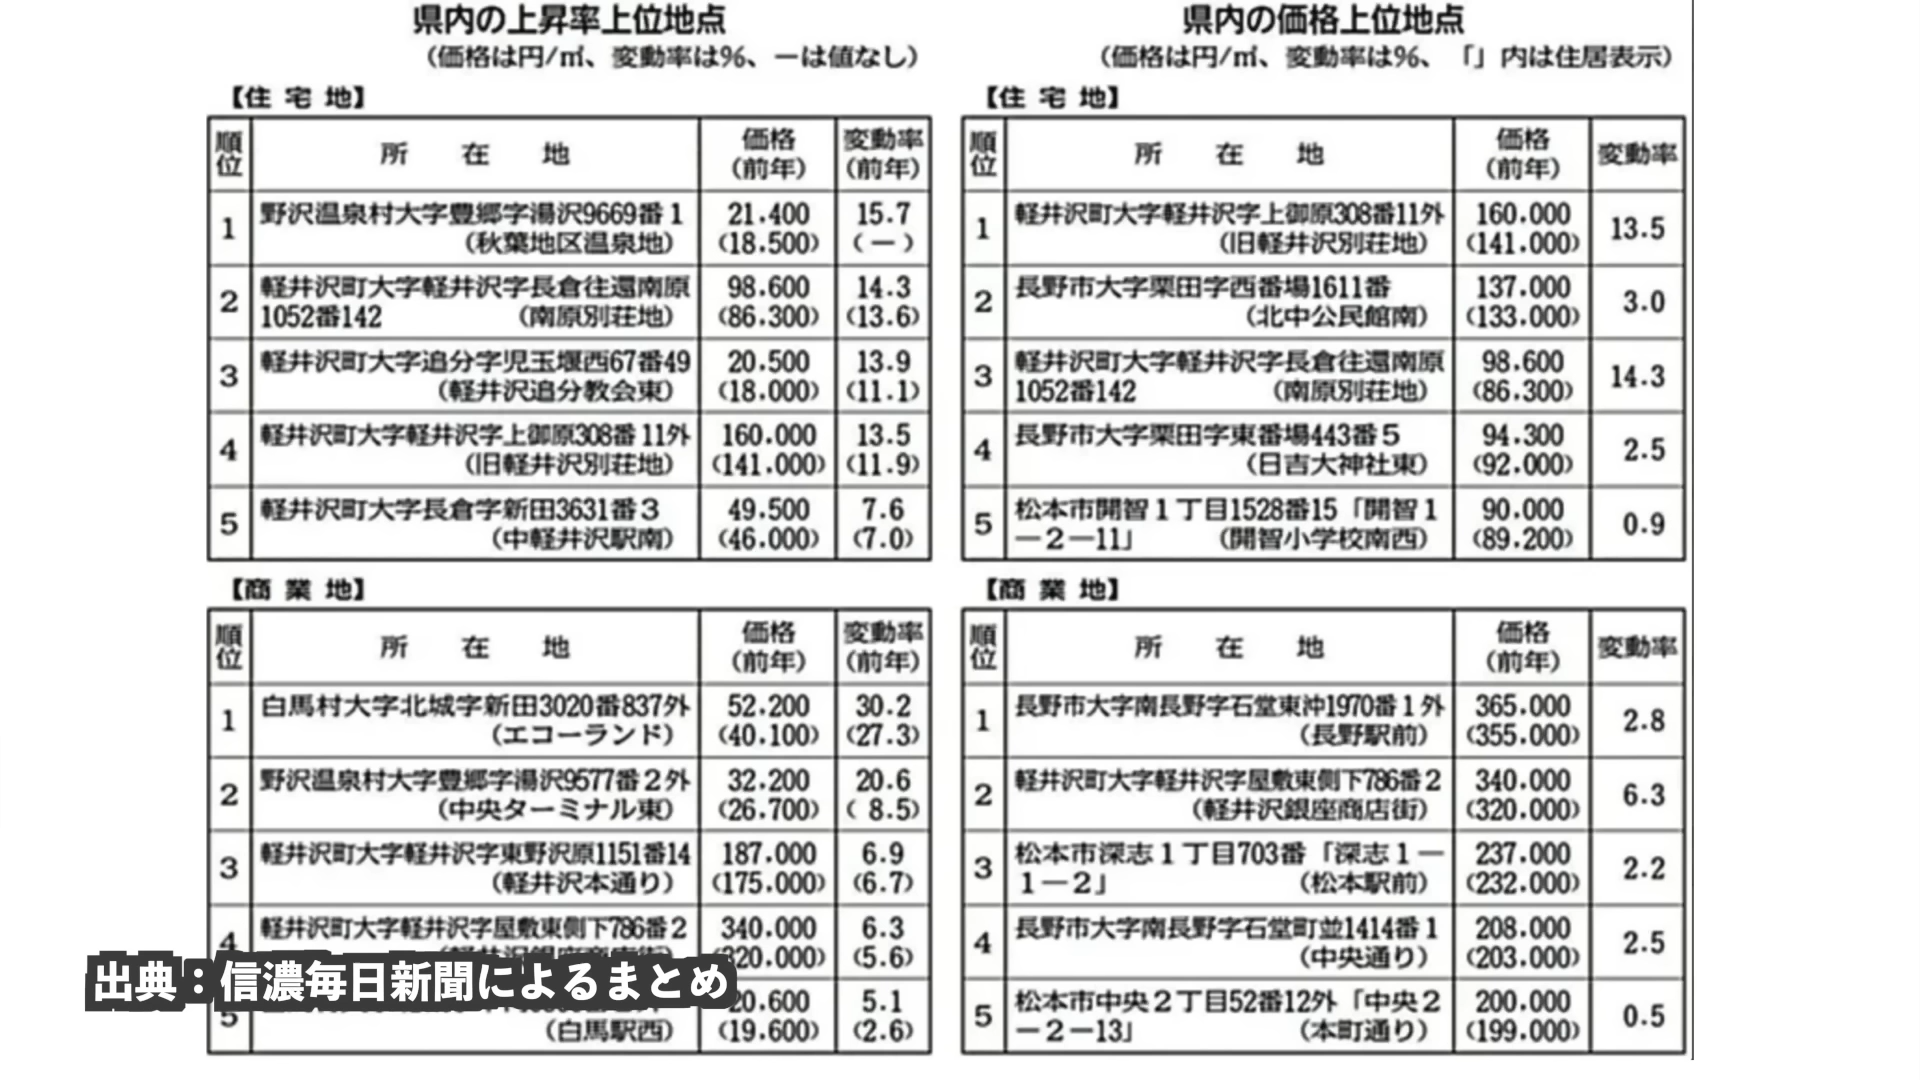 県内の上昇率上位地点
（価格は円/㎡、変動率は%、－は値なし）
【住宅地】
順位 所在地 価格(前年) 変動率(前年)
1 野沢温泉村大字豊郷字湯沢9669番1 21,400 15.7
（秋葉地区温泉地） (18,500) (－)
2 軽井沢町大字軽井沢字長倉往還南原 98,600 14.3
1052番142 （南原別荘地） (86,300) (13.6)
3 軽井沢町大字追分字児玉堰西67番49 20,500 13.9
（軽井沢追分教会東） (18,000) (11.1)
4 軽井沢町大字軽井沢字上御原308番11外 160,000 13.5
（旧軽井沢別荘地） (141,000) (11.9)
5 軽井沢町大字長倉字新田3631番3 49,500 7.6
（中軽井沢駅南） (46,000) (7.0)
【商業地】
順位 所在地 価格(前年) 変動率(前年)
1 白馬村大字北城字新田3020番837外 52,200 30.2
（エコーランド） (40,100) (27.3)
2 野沢温泉村大字豊郷字湯沢9577番2外 32,200 20.6
（中央ターミナル東） (26,700) (8.5)
3 軽井沢町大字軽井沢字東野沢原1151番14 187,000 6.9
（軽井沢本通り） (175,000) (6.7)
4 軽井沢町大字軽井沢字屋敷東側下786番2 340,000 6.3
320,000) (5.6)
5 20,600 5.1
（白馬駅西） (19,600) (2.6)
県内の価格上位地点
（価格は円/㎡、変動率は%、「」内は住居表示）
【住宅地】
順位 所在地 価格(前年) 変動率
1 軽井沢町大字軽井沢字上御原308番11外 160,000 13.5
（旧軽井沢別荘地） (141,000)
2 長野市大字栗田字西番場1611番 137,000 3.0
（北中公民館南） (133,000)
3 軽井沢町大字軽井沢字長倉往還南原 98,600 14.3
1052番142 （南原別荘地） (86,300)
4 長野市大字栗田字東番場443番5 94,300 2.5
（日吉大神社東） (92,000)
5 松本市開智1丁目1528番15「開智1 90,000 0.9
－2－11」 （開智小学校南西） (89,200)
【商業地】
順位 所在地 価格(前年) 変動率
1 長野市大字南長野字石堂東沖1970番1外 365,000 2.8
（長野駅前） (355,000)
2 軽井沢町大字軽井沢字屋敷東側下786番2 340,000 6.3
（軽井沢銀座商店街） (320,000)
3 松本市深志1丁目703番「深志1－ 237,000 2.2
1－2」 （松本駅前） (232,000)
4 長野市大字南長野字石堂町並1414番1 208,000 2.5
（中央通り） (203,000)
5 松本市中央2丁目52番12外「中央2 200,000 0.5
－2－13」 （本町通り） (199,000)
出典：信濃毎日新聞によるまとめ